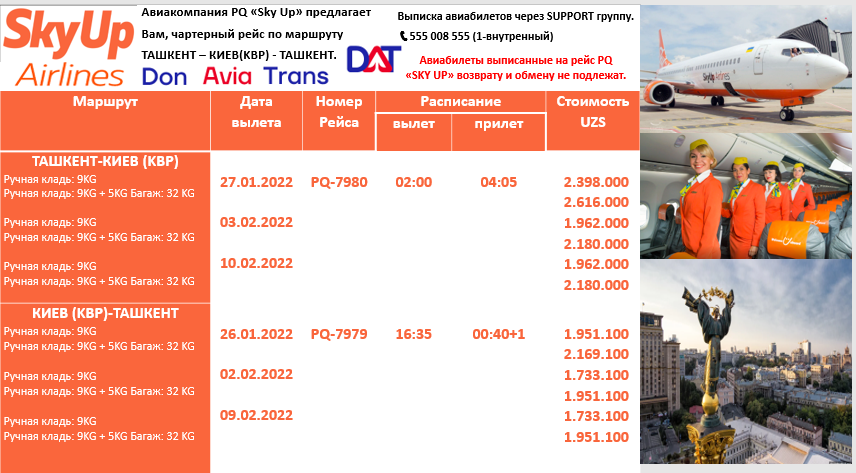 SkyUp
Airlines
Авиакомпания PQ «Sky Up» предлагает
Вам, чартерный рейс по маршруту
ТАШКЕНТ – КИЕВ(KBP) - ТАШКЕНТ.
Don Avia Trans
DAT
Выписка авиабилетов через SUPPORT группу.
555 008 555 (1-внутренний)
Авиабилеты выписанные на рейс PQ
«SKY UP» возврату и обмену не подлежат.
Маршрут
Дата
вылета
Номер
Рейса
Расписание
вылет
прилет
Стоимость
UZS
ТАШКЕНТ-КИЕВ (KBP)
Ручная кладь: 9KG
27.01.2022 PQ-7980 02:00 04:05 2.398.000
Ручная кладь: 9KG + 5KG Багаж: 32 KG
2.616.000
Ручная кладь: 9KG
03.02.2022
1.962.000
Ручная кладь: 9KG + 5KG Багаж: 32 KG
2.180.000
Ручная кладь: 9KG
10.02.2022
1.962.000
Ручная кладь: 9KG + 5KG Багаж: 32 KG
2.180.000
КИЕВ (KBP)-ТАШКЕНТ
Ручная кладь: 9KG
26.01.2022 PQ-7979 16:35 00:40+1 1.951.100
Ручная кладь: 9KG + 5KG Багаж: 32 KG
2.169.100
Ручная кладь: 9KG
02.02.2022
1.733.100
Ручная кладь: 9KG + 5KG Багаж: 32 KG
1.951.100
Ручная кладь: 9KG
09.02.2022
1.733.100
Ручная кладь: 9KG + 5KG Багаж: 32 KG
1.951.100
SkyUp Airlines